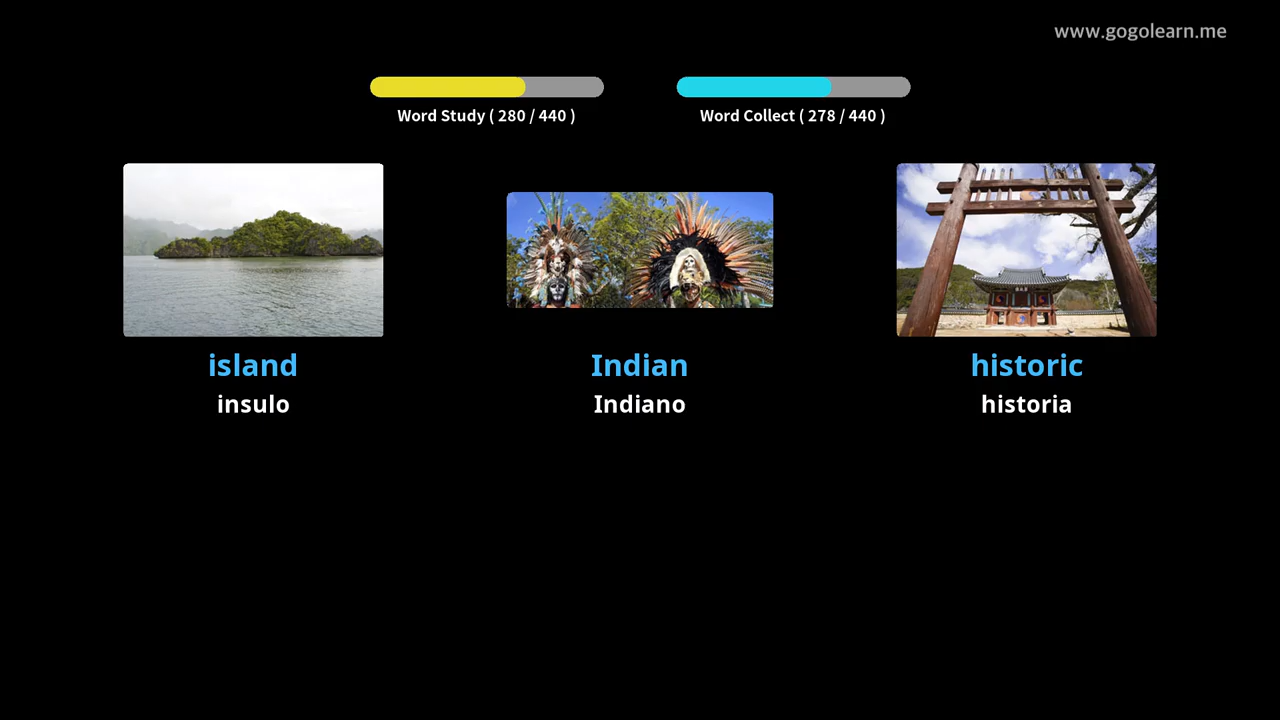 www.gogolearn.me
Word Study ( 280 / 440 )
Word Collect ( 278 / 440 )
island
insulo
Indian
Indiano
historic
historia